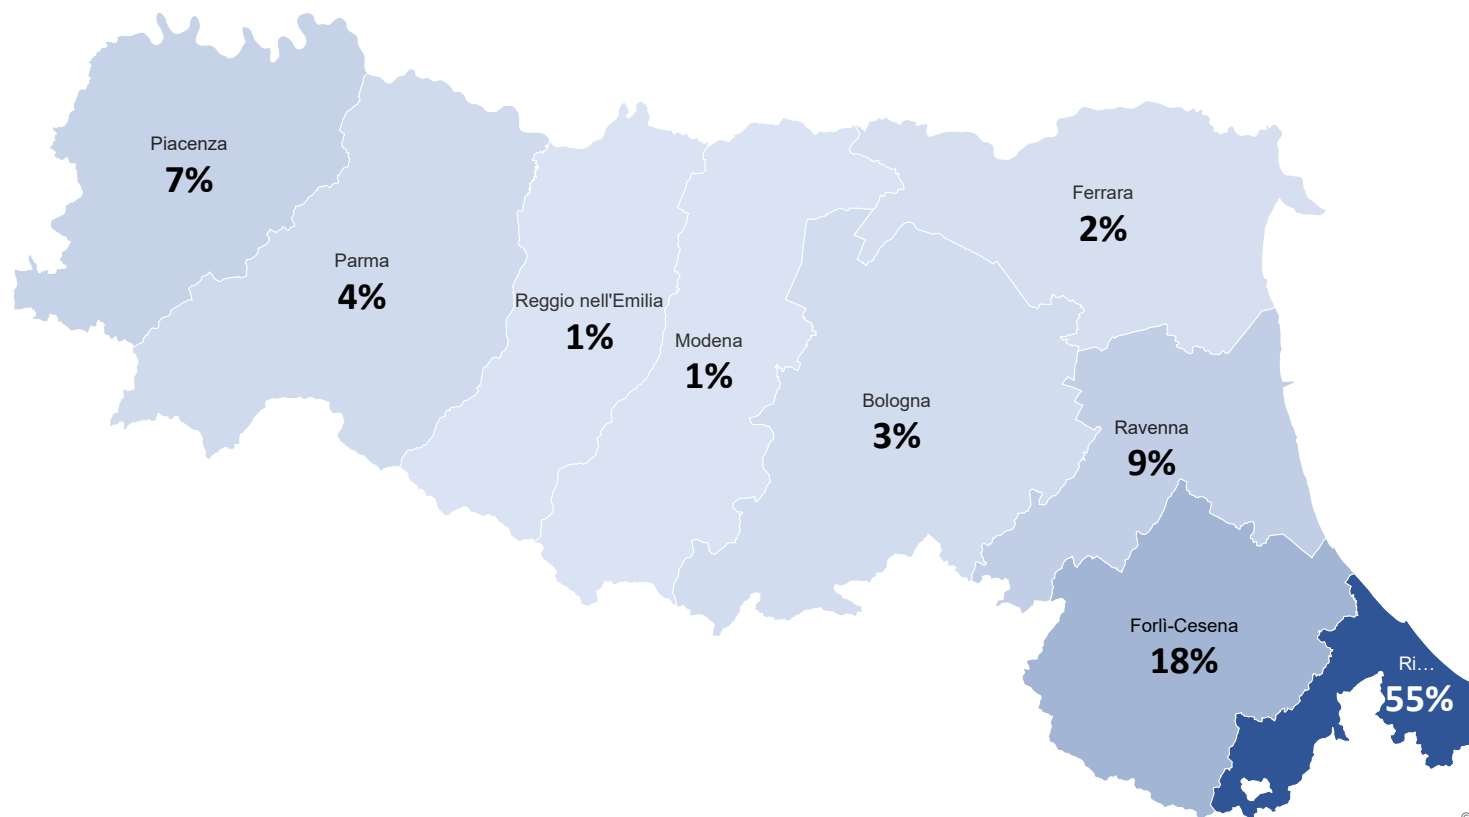 Piacenza
7%
Parma
4%
Reggio nell'Emilia
1%
Modena
1%
Bologna
3%
Ferrara
2%
Ravenna
9%
Forlì-Cesena
18%
Ri...
55%
©